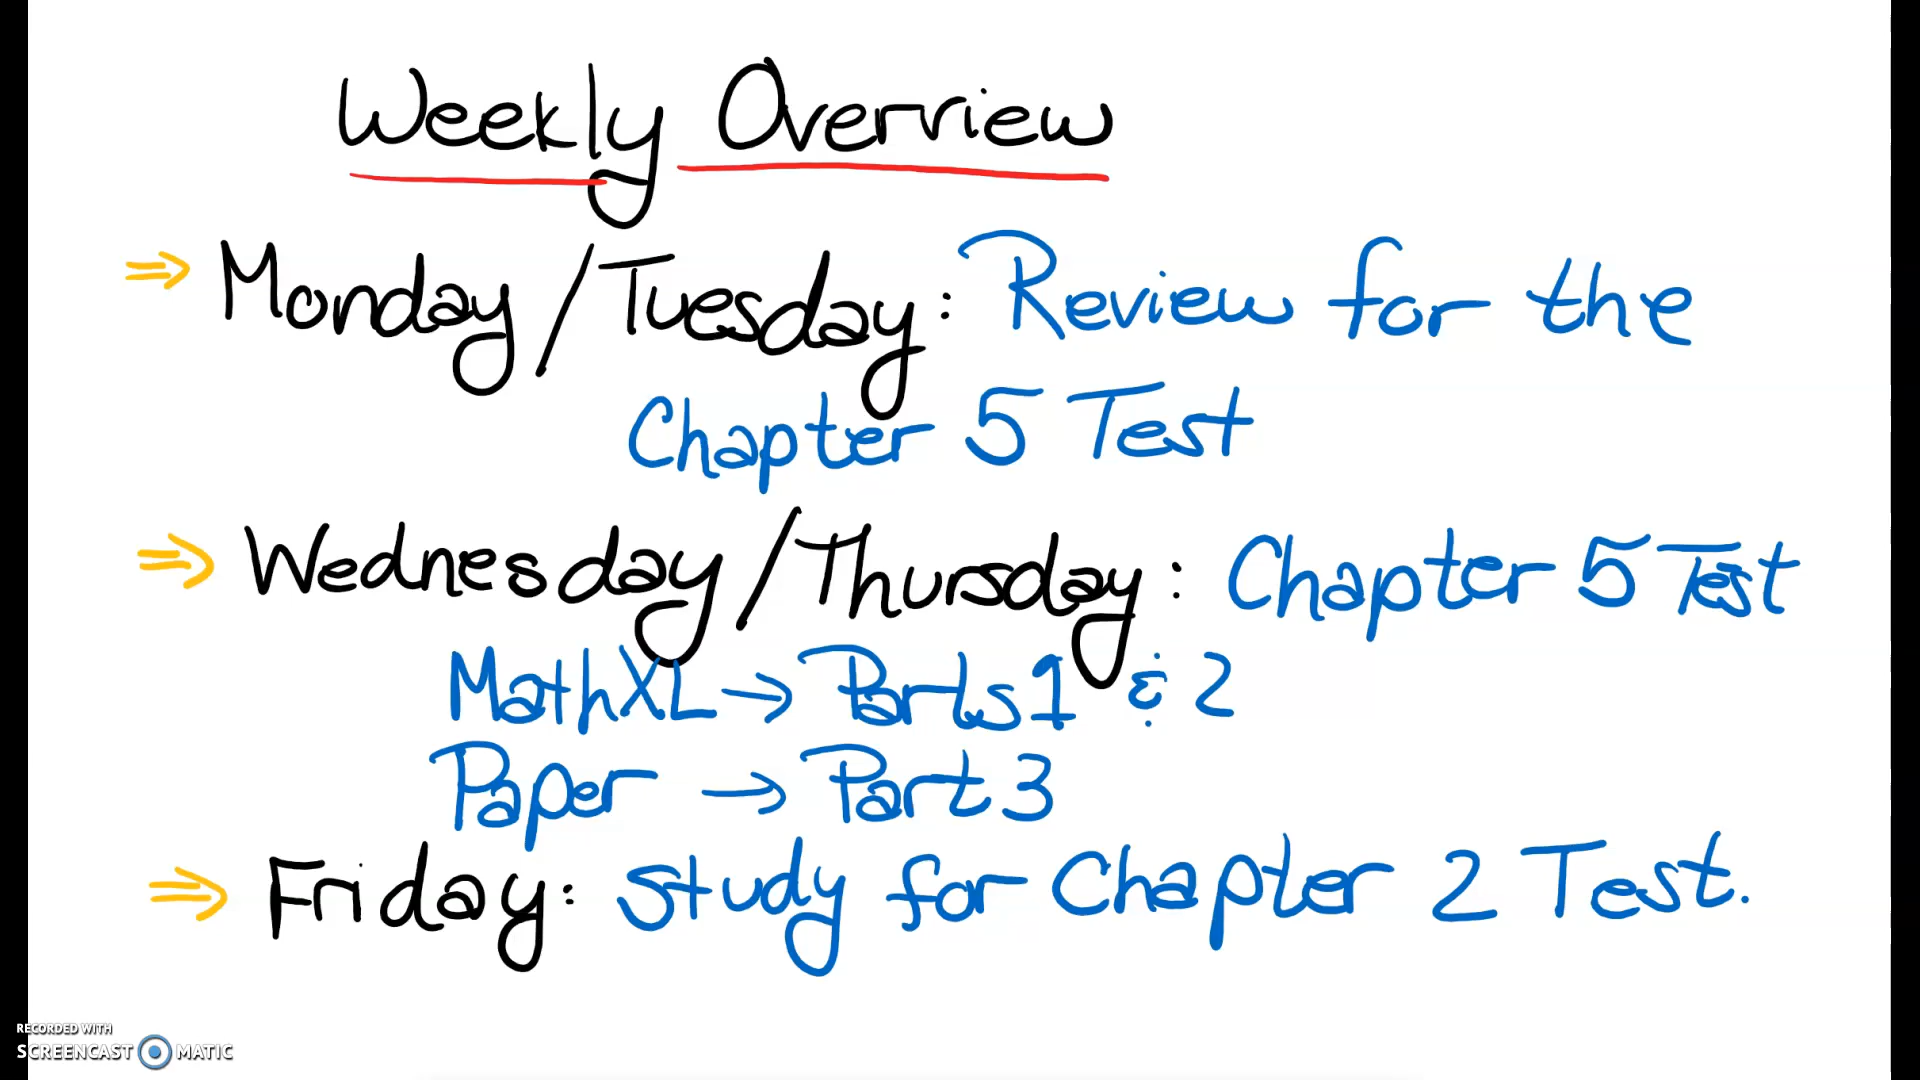 Weekly Overview
⇒ Monday/Tuesday: Review for the
Chapter 5 Test
⇒ Wednesday/Thursday: Chapter 5 Test
MathXL → Parts 1 & 2
Paper → Part 3
⇒ Friday: study for Chapter 2 Test.
RECORDED WITH
SCREENCAST MATIC